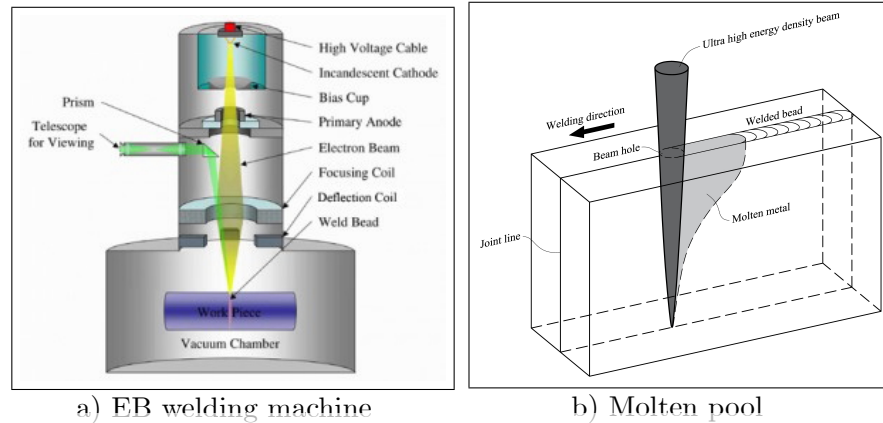 High Voltage Cable
Incandescent Cathode
Bias Cup
Prism
Primary Anode
Telescope
for Viewing
Electron Beam
Focusing Coil
Deflection Coil
Weld Bead
Work Piece
Vacuum Chamber
a) EB welding machine
Ultra high energy density beam
Welding direction
Welded bead
Beam hole
Molten metal
Joint line
b) Molten pool